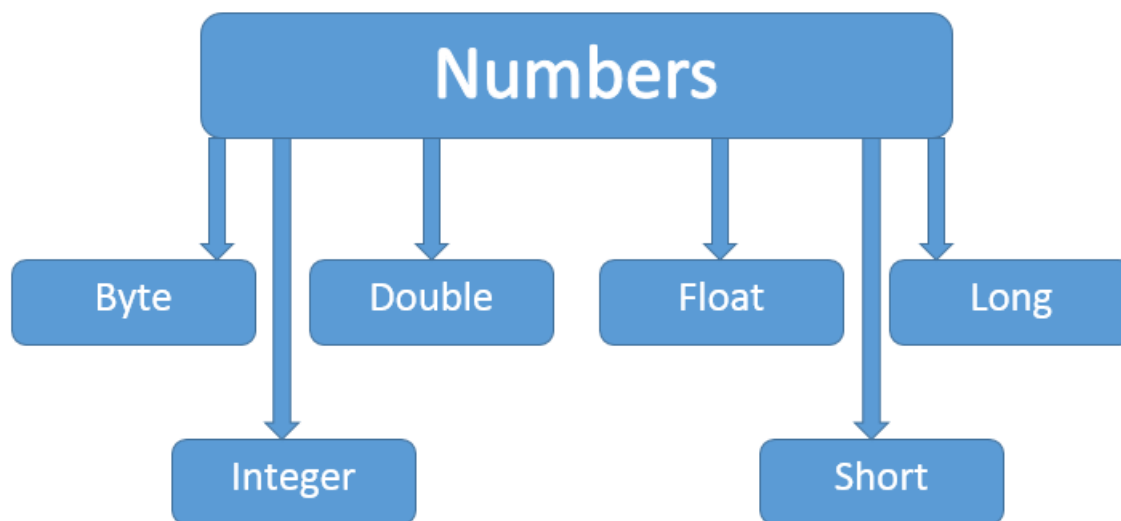 Numbers
Byte
Double
Float
Long
Integer
Short